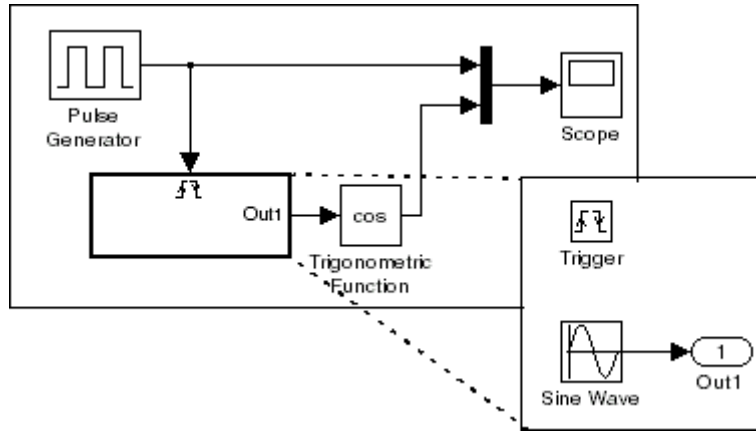 Pulse
Generator
Scope
Out1
cos
Trigonometric
Function
Trigger
Sine Wave
1
Out1